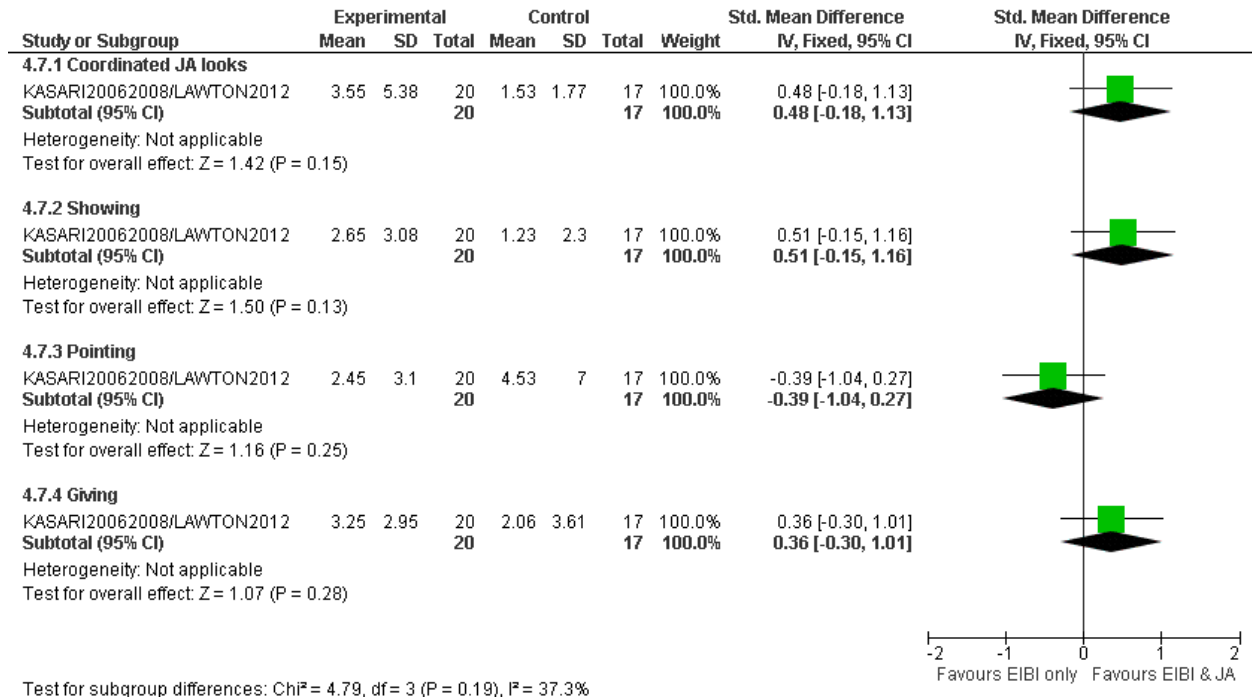 Experimental Control Std. Mean Difference Std. Mean Difference
Study or Subgroup Mean SD Total Mean SD Total Weight IV, Fixed, 95% CI IV, Fixed, 95% CI
4.7.1 Coordinated JA looks
KASARI20062008/LAWTON2012 3.55 5.38 20 1.53 1.77 17 100.0% 0.48 [-0.18, 1.13]
Subtotal (95% CI) 20 17 100.0% 0.48 [-0.18, 1.13]
Heterogeneity: Not applicable
Test for overall effect: Z = 1.42 (P = 0.15)
4.7.2 Showing
KASARI20062008/LAWTON2012 2.65 3.08 20 1.23 2.3 17 100.0% 0.51 [-0.15, 1.16]
Subtotal (95% CI) 20 17 100.0% 0.51 [-0.15, 1.16]
Heterogeneity: Not applicable
Test for overall effect: Z = 1.50 (P = 0.13)
4.7.3 Pointing
KASARI20062008/LAWTON2012 2.45 3.1 20 4.53 7 17 100.0% -0.39 [-1.04, 0.27]
Subtotal (95% CI) 20 17 100.0% -0.39 [-1.04, 0.27]
Heterogeneity: Not applicable
Test for overall effect: Z = 1.16 (P = 0.25)
4.7.4 Giving
KASARI20062008/LAWTON2012 3.25 2.95 20 2.06 3.61 17 100.0% 0.36 [-0.30, 1.01]
Subtotal (95% CI) 20 17 100.0% 0.36 [-0.30, 1.01]
Heterogeneity: Not applicable
Test for overall effect: Z = 1.07 (P = 0.28)
-2 -1 0 1 2
Favours EIBI only Favours EIBI & JA
Test for subgroup differences: Chi² = 4.79, df = 3 (P = 0.19), I² = 37.3%